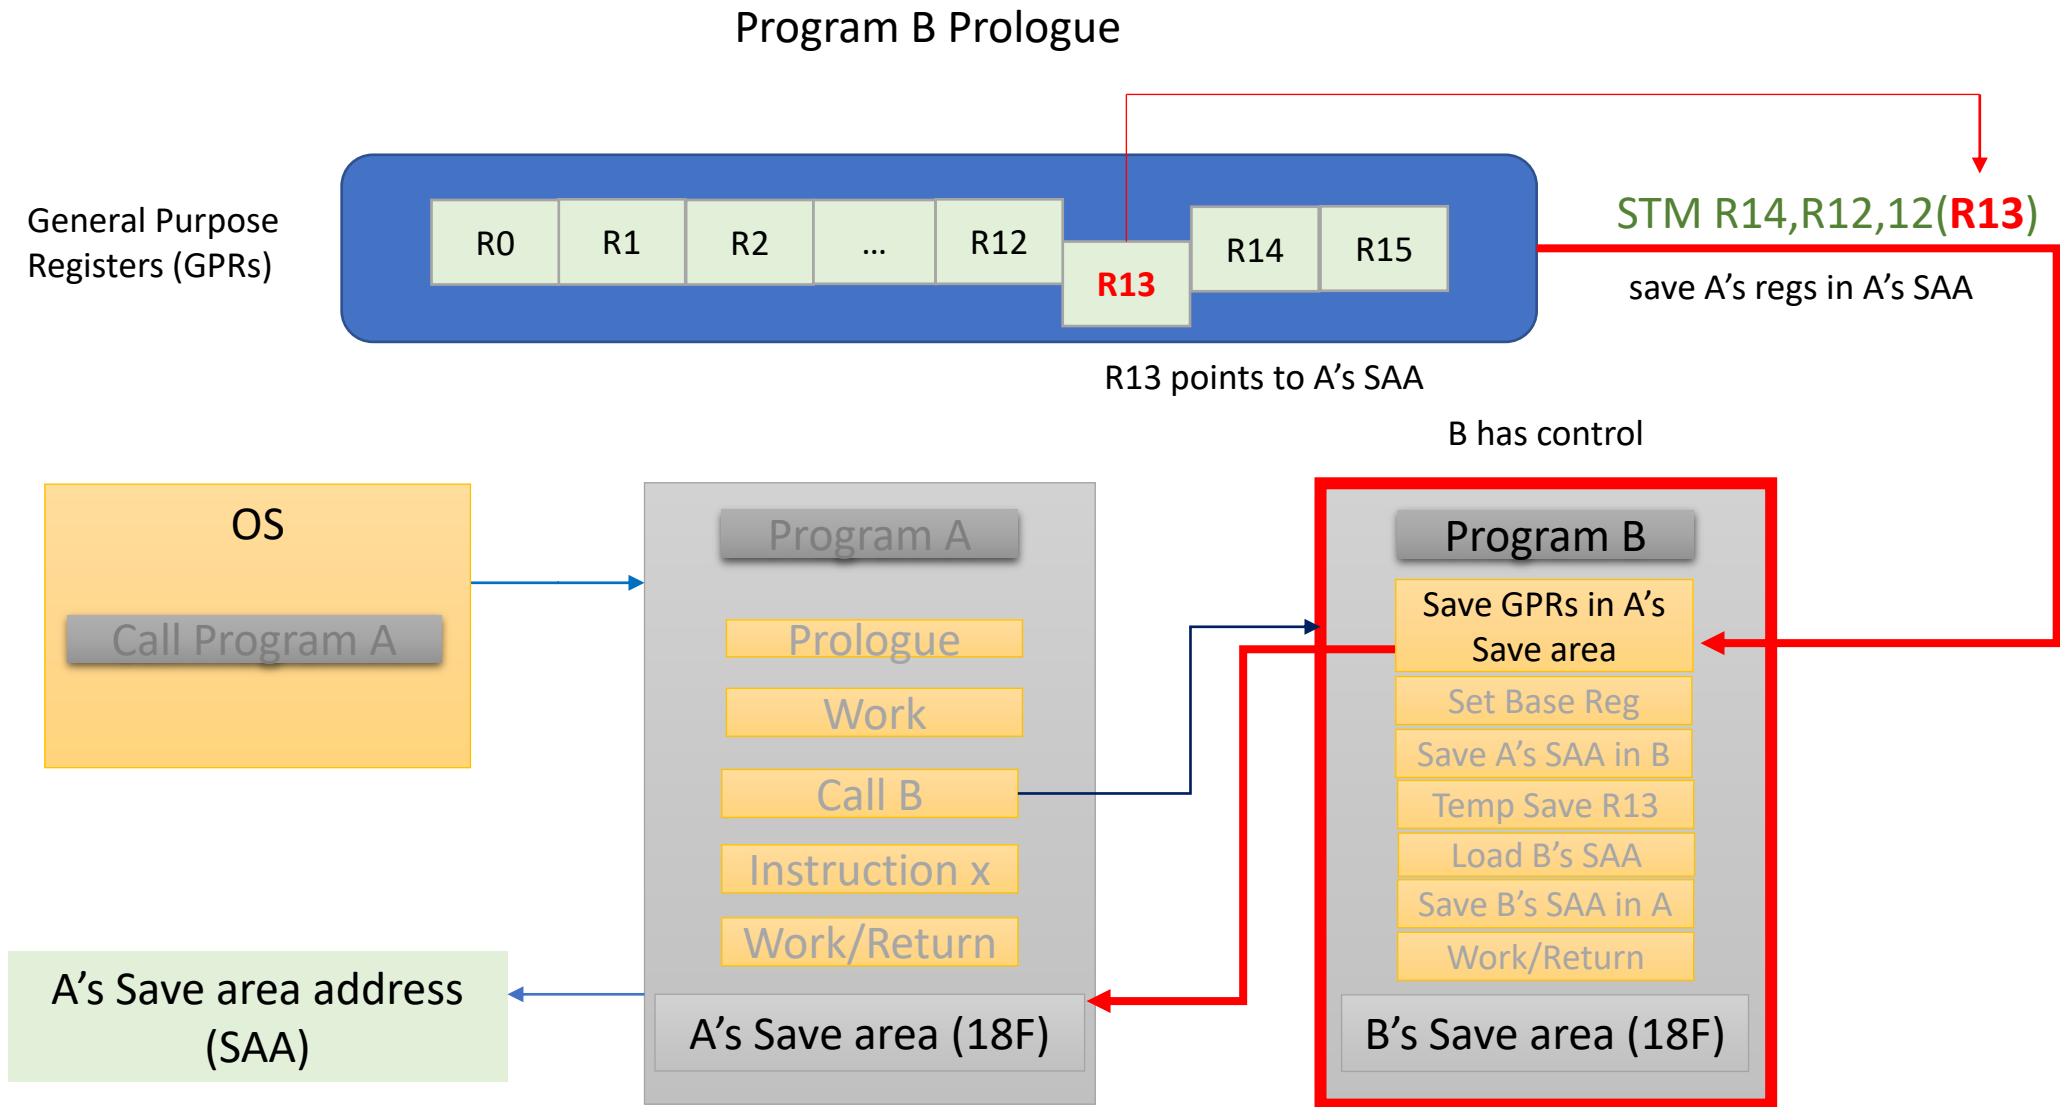 Program B Prologue
General Purpose
Registers (GPRs)
R0 R1 R2 ... R12 R13 R14 R15
STM R14,R12,12(R13)
save A's regs in A's SAA
R13 points to A's SAA
B has control
OS
Call Program A
Program A
Prologue
Work
Call B
Instruction x
Work/Return
A's Save area (18F)
A's Save area address
(SAA)
Program B
Save GPRs in A's
Save area
Set Base Reg
Save A's SAA in B
Temp Save R13
Load B's SAA
Save B's SAA in A
Work/Return
B's Save area (18F)